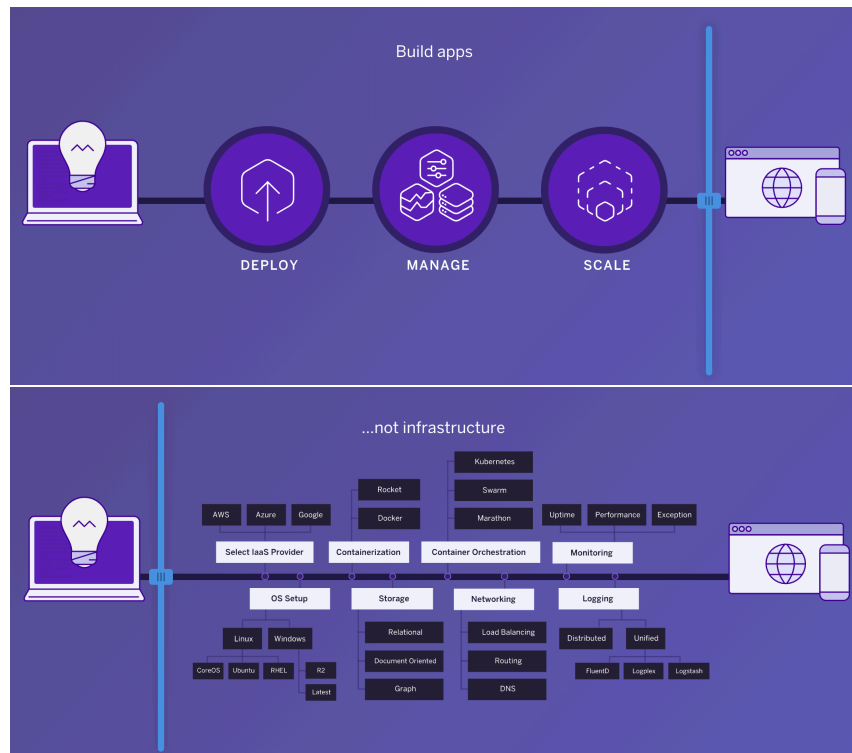 Build apps
DEPLOY
MANAGE
SCALE
...not infrastructure
Kubernetes
Rocket
Swarm
AWS
Azure
Google
Docker
Marathon
Uptime
Performance
Exception
Select IaaS Provider
Containerization
Container Orchestration
Monitoring
OS Setup
Storage
Networking
Logging
Linux
Windows
Relational
Load Balancing
Distributed
Unified
CoreOS
Ubuntu
RHEL
R2
Document Oriented
Routing
FluentD
Logplex
Logstash
Latest
Graph
DNS